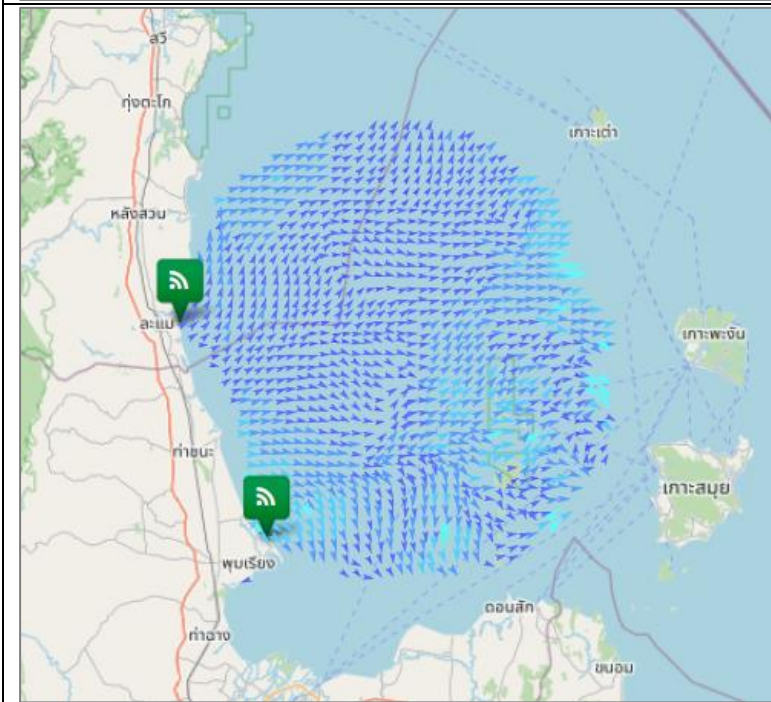 สวี
ทุ่งตะโก
เกาะเต่า
หลังสวน
ละแม
เกาะพะงัน
ท่าชนะ
เกาะสมุย
พุมเรียง
ดอนสัก
ท่าฉาง
ขนอม